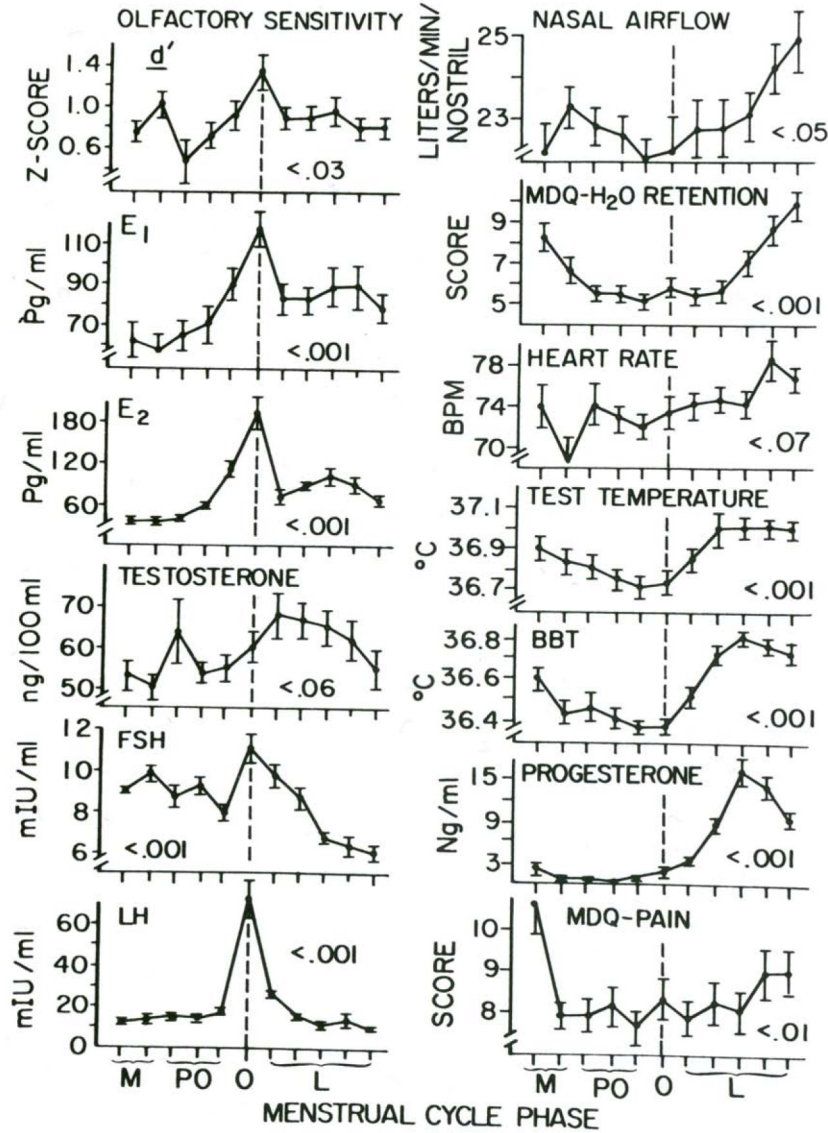 OLFACTORY SENSITIVITY
d'
Z-SCORE
1.4
1.0
0.6
<.03
E1
Pg/ml
110
90
70
<.001
E2
Pg/ml
180
120
60
<.001
TESTOSTERONE
ng/100ml
70
60
50
<.06
FSH
mIU/ml
12
10
8
6
<.001
LH
mIU/ml
60
40
20
0
<.001
M PO O L
NASAL AIRFLOW
LITERS/MIN/
NOSTRIL
25
23
<.05
MDQ-H2O RETENTION
SCORE
9
7
5
<.001
HEART RATE
BPM
78
74
70
<.07
TEST TEMPERATURE
°C
37.1
36.9
36.7
<.001
BBT
°C
36.8
36.6
36.4
<.001
PROGESTERONE
Ng/ml
15
9
3
<.001
MDQ-PAIN
SCORE
10
9
8
<.01
M PO O L
MENSTRUAL CYCLE PHASE